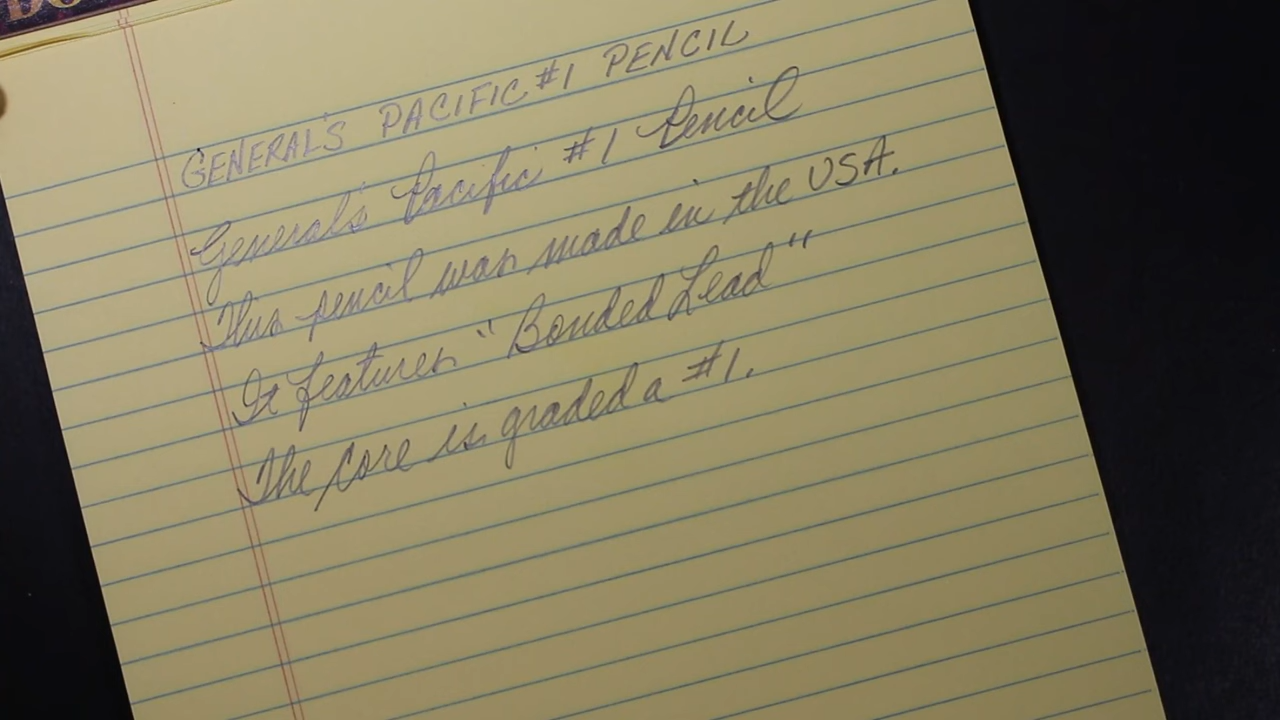 GENERAL'S PACIFIC #1 PENCIL
General's Pacific #1 Pencil
This pencil was made in the USA.
It features "Bonded Lead"
The core is graded a #1.